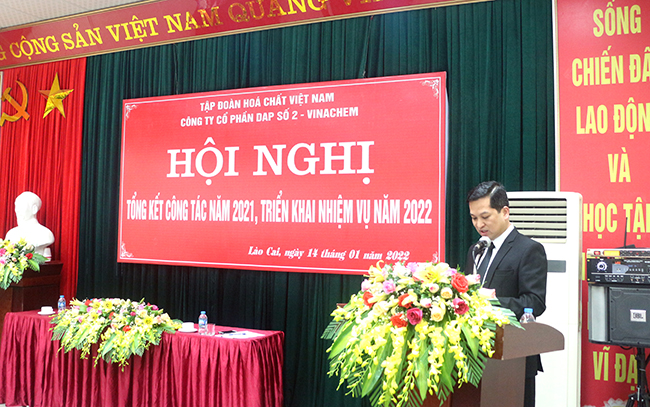 CỘNG SẢN VIỆT NAM QUANG
TẬP ĐOÀN HOÁ CHẤT VIỆT NAM
CÔNG TY CỔ PHẦN DAP SỐ 2 - VINACHEM
HỘI NGHỊ
TỔNG KẾT CÔNG TÁC NĂM 2021, TRIỂN KHAI NHIỆM VỤ NĂM 2022
Lào Cai, ngày 14 tháng 01 năm 2022
SỐNG
CHIẾN ĐẤ
LAO ĐỘN
VÀ
HỌC TẬ
VĨ ĐẠ
JBL